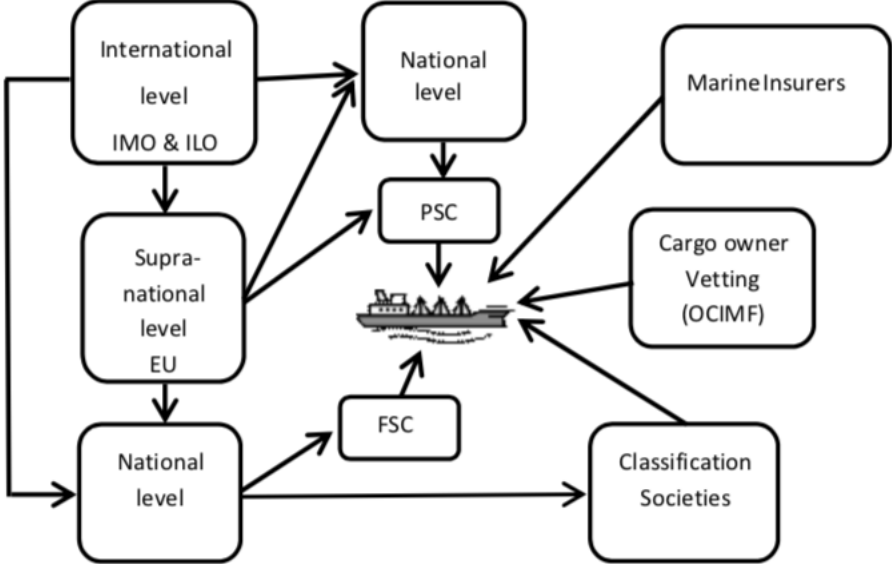 International
level
IMO & ILO
National
level
Marine Insurers
PSC
Supra-
national
level
EU
Cargo owner
Vetting
(OCIMF)
FSC
National
level
Classification
Societies